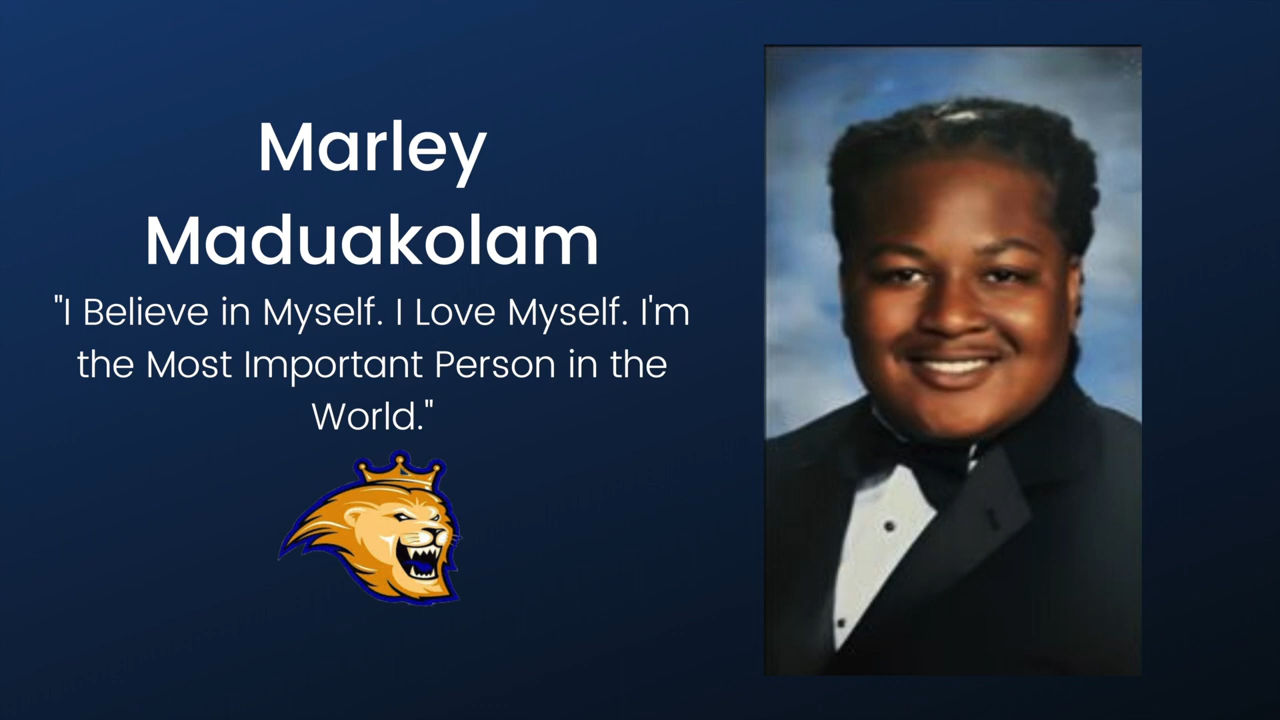 Marley
Maduakolam
"I Believe in Myself. I Love Myself. I'm
the Most Important Person in the
World."